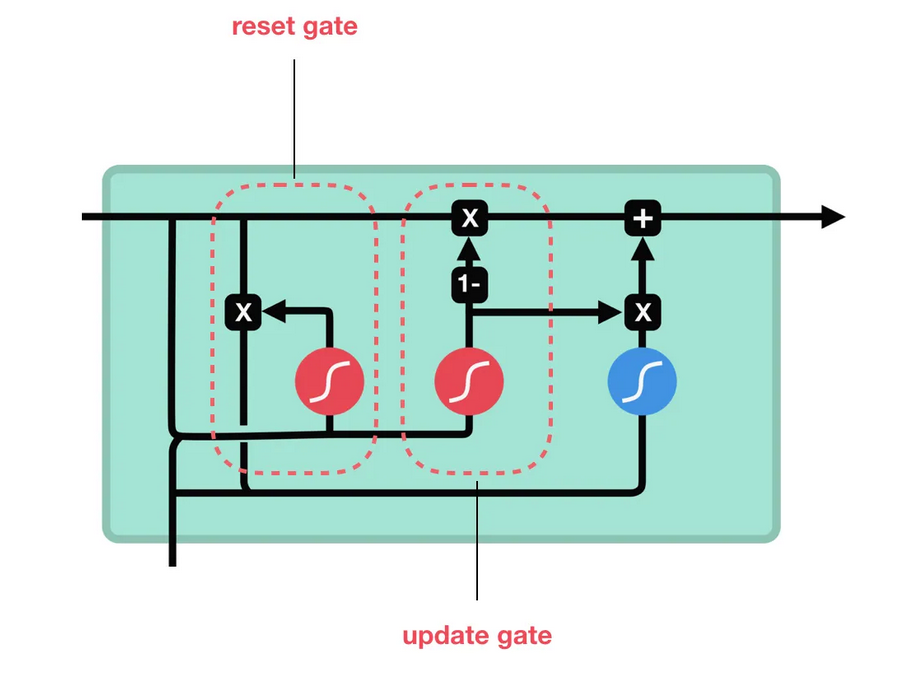 reset gate
X
+
1-
X
X
update gate